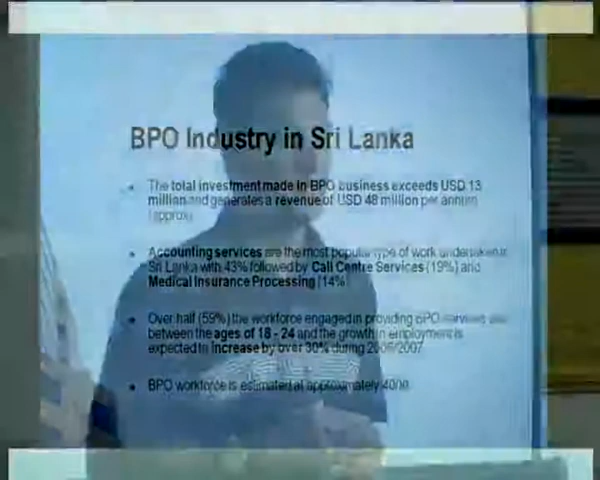 BPO Industry in Sri Lanka
The total investment made in BPO business exceeds USD 13
million and generates a revenue of USD 48 million per annum
(approx)
Accounting services are the most popular type of work undertaken in
Sri Lanka with 43% followed by Call Centre Services (19%) and
Medical Insurance Processing (14%)
Over half (59%) the workforce engaged in providing BPO services are
between the ages of 18 - 24 and the growth in employment is
expected to increase by over 30% during 2006/2007
BPO workforce is estimated at approximately 4000